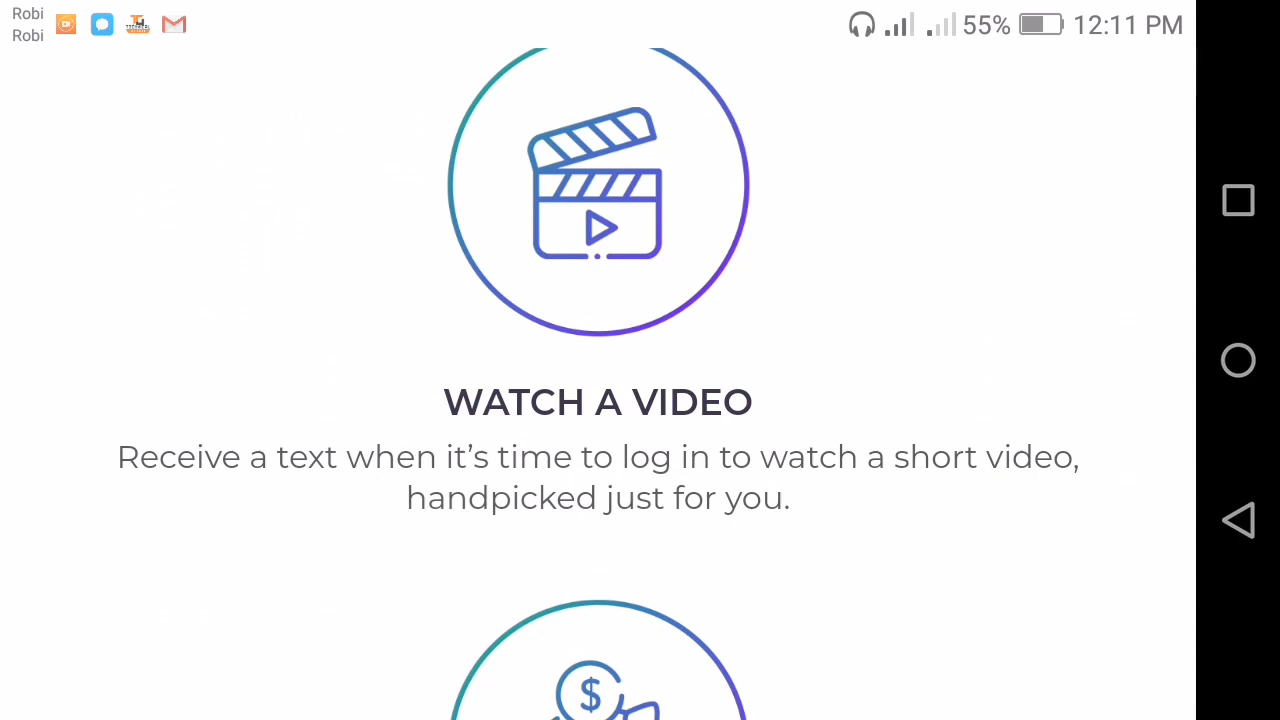 Robi
Robi
55% 12:11 PM
WATCH A VIDEO
Receive a text when it’s time to log in to watch a short video,
handpicked just for you.
$